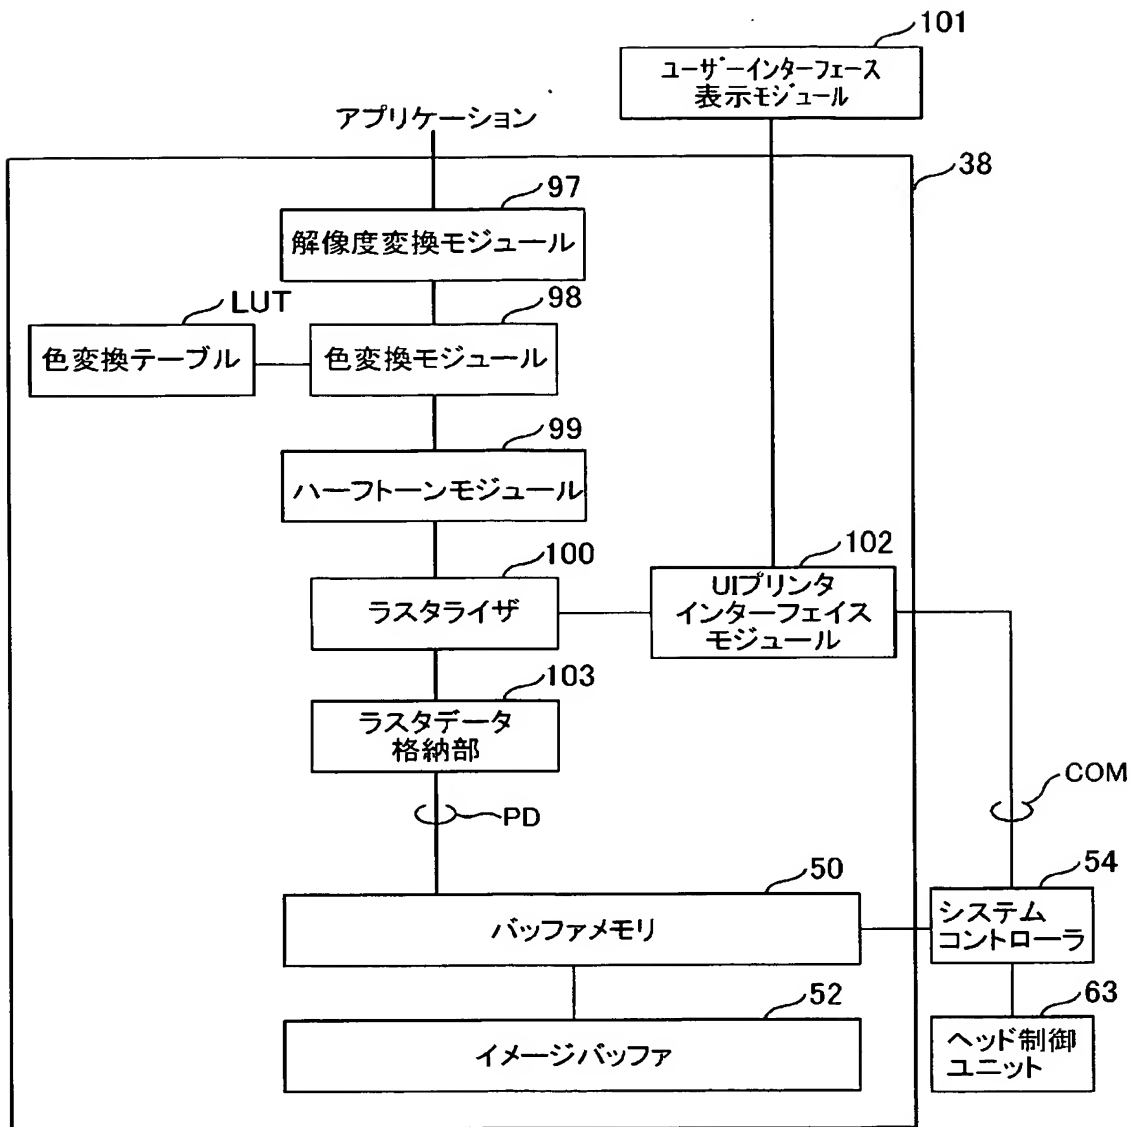 101
ユーザーインターフェース
表示モジュール
アプリケーション
38
97
解像度変換モジュール
LUT
98
色変換テーブル
色変換モジュール
99
ハーフトーンモジュール
100
102
ラスタライザ
UIプリンタ
インターフェイス
モジュール
103
ラスタデータ
格納部
PD
COM
50
54
バッファメモリ
システム
コントローラ
52
63
イメージバッファ
ヘッド制御
ユニット